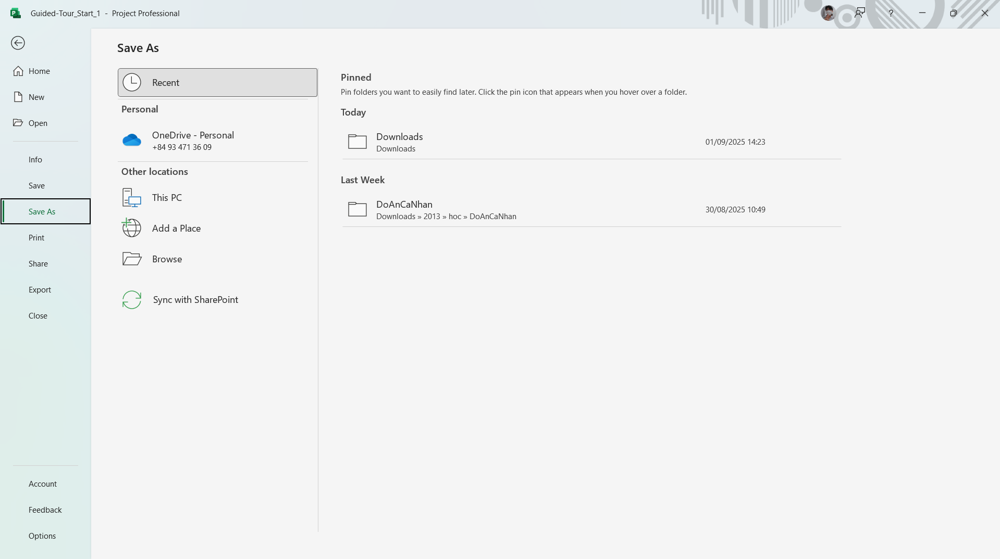 Guided-Tour_Start_1 - Project Professional
Home
New
Open
Info
Save
Save As
Print
Share
Export
Close
Account
Feedback
Options
Save As
Recent
Personal
OneDrive - Personal
+84 93 471 36 09
Other locations
This PC
Add a Place
Browse
Sync with SharePoint
Pinned
Pin folders you want to easily find later. Click the pin icon that appears when you hover over a folder.
Today
Downloads
Downloads
01/09/2025 14:23
Last Week
DoAnCaNhan
Downloads » 2013 » hoc » DoAnCaNhan
30/08/2025 10:49